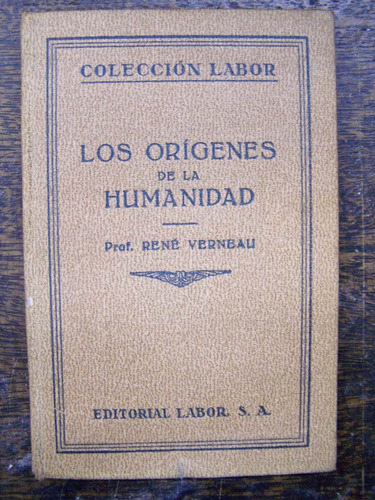 COLECCIÓN LABOR
LOS ORÍGENES
DE LA
HUMANIDAD
Prof. RENÉ VERNEAU
EDITORIAL LABOR, S. A.